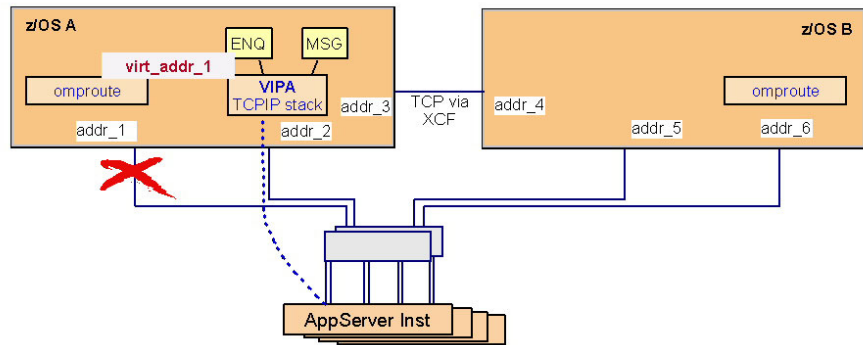 z/OS A
z/OS B
ENQ
MSG
virt_addr_1
VIPA
TCPIP stack
omproute
omproute
addr_3
TCP via
XCF
addr_4
addr_1
addr_2
addr_5
addr_6
AppServer Inst